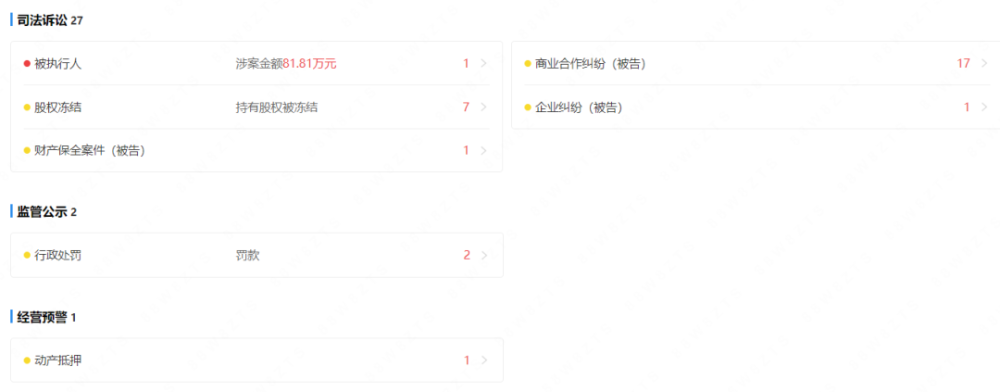 司法诉讼 27
被执行人 涉案金额81.81万元 1
商业合作纠纷（被告） 17
股权冻结 持有股权被冻结 7
企业纠纷（被告） 1
财产保全案件（被告） 1
监管公示 2
行政处罚 罚款 2
经营预警 1
动产抵押 1